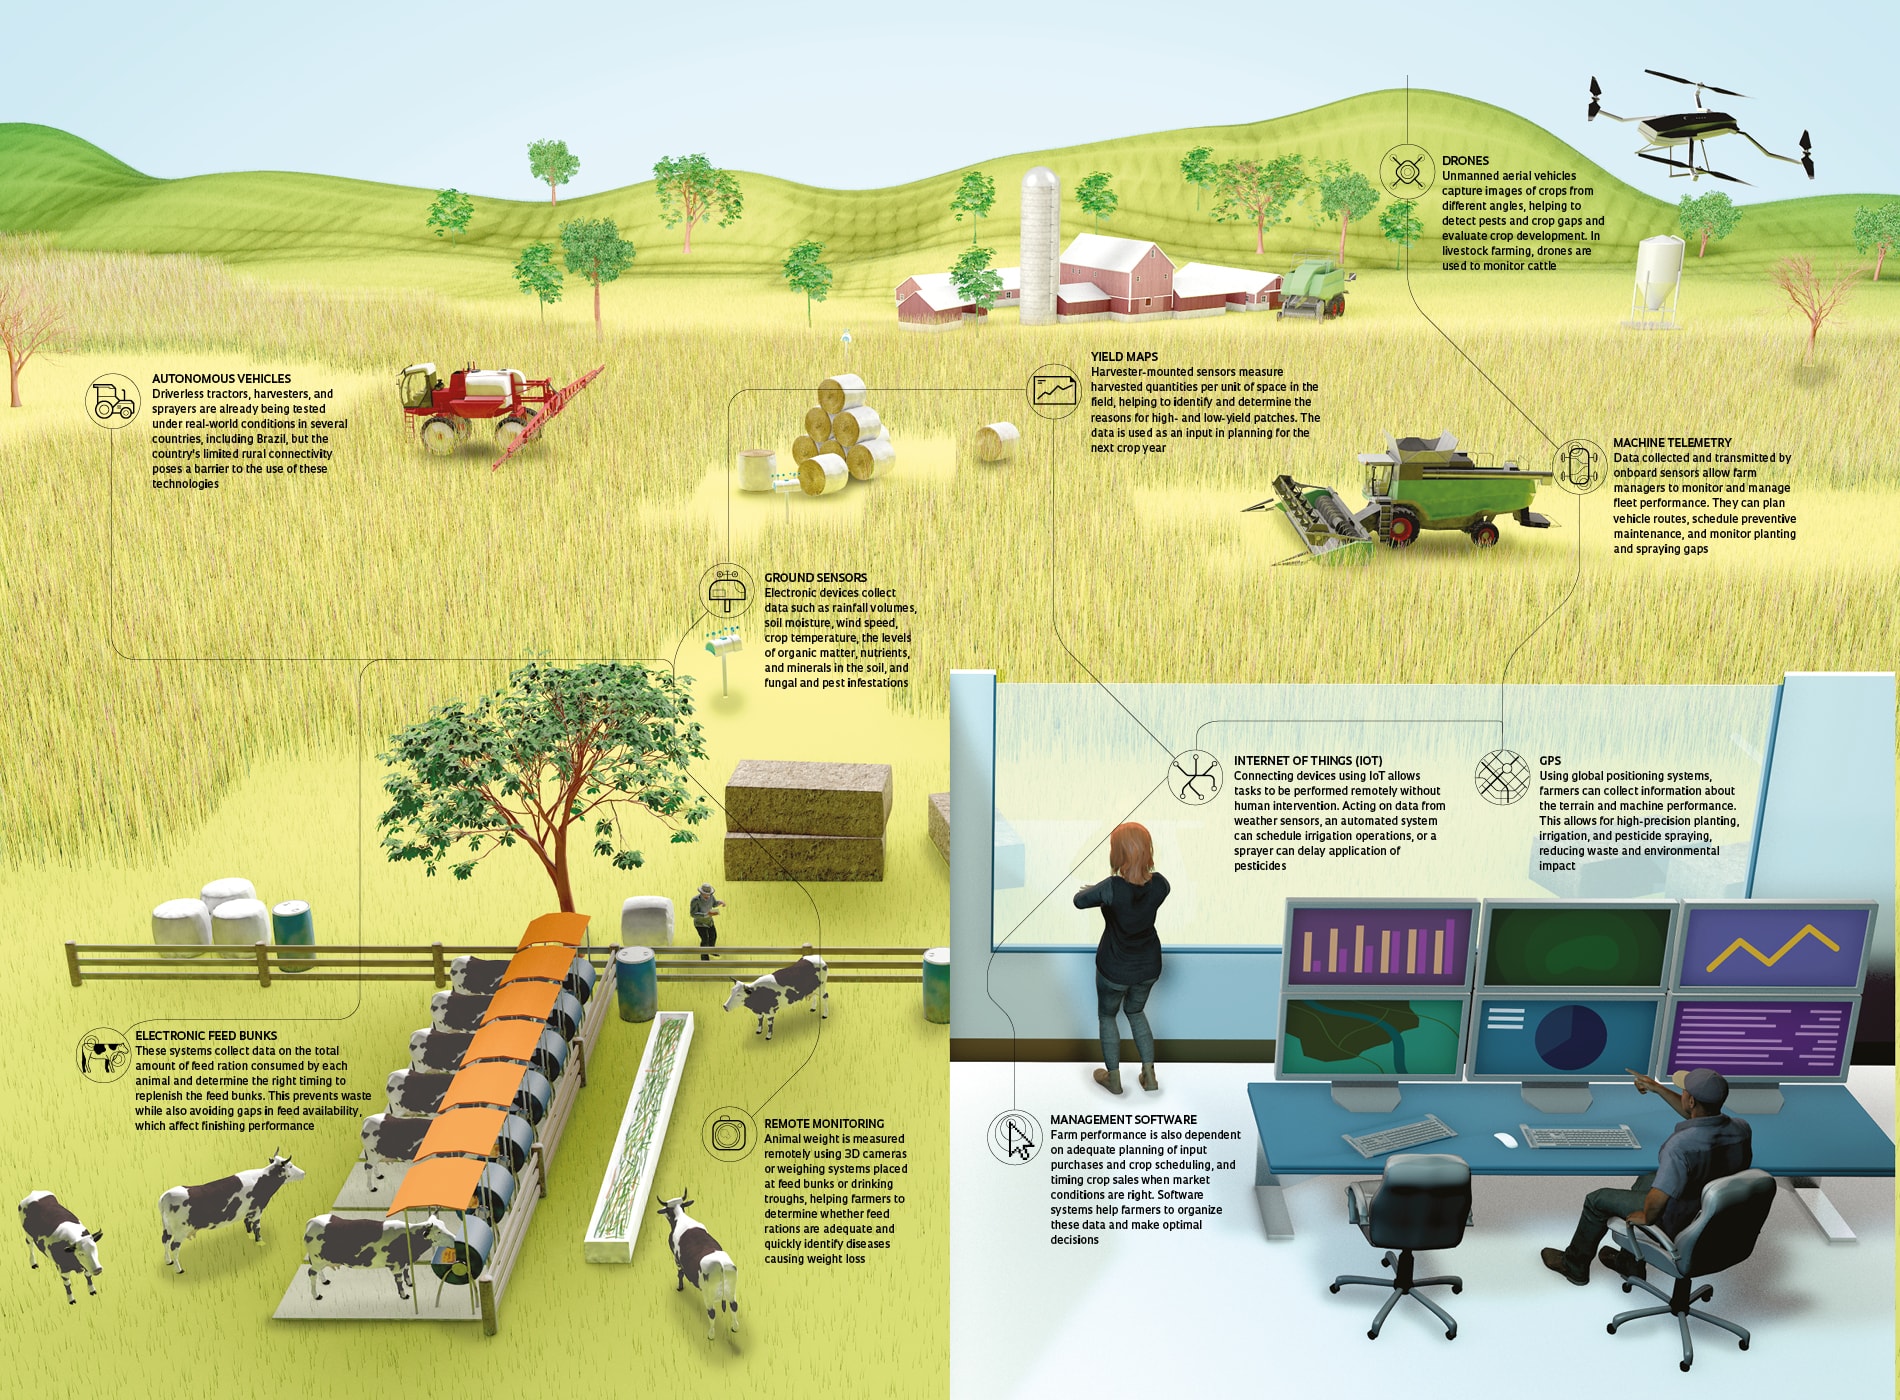 DRONES
Unmanned aerial vehicles
capture images of crops from
different angles, helping to
detect pests and crop gaps and
evaluate crop development. In
livestock farming, drones are
used to monitor cattle
YIELD MAPS
Harvester-mounted sensors measure
harvested quantities per unit of space in the
field, helping to identify and determine the
reasons for high- and low-yield patches. The
data is used as an input in planning for the
next crop year
AUTONOMOUS VEHICLES
Driverless tractors, harvesters, and
sprayers are already being tested
under real-world conditions in several
countries, including Brazil, but the
country's limited rural connectivity
poses a barrier to the use of these
technologies
MACHINE TELEMETRY
Data collected and transmitted by
onboard sensors allow farm
managers to monitor and manage
fleet performance. They can plan
vehicle routes, schedule preventive
maintenance, and monitor planting
and spraying gaps
GROUND SENSORS
Electronic devices collect
data such as rainfall volumes,
soil moisture, wind speed,
crop temperature, the levels
of organic matter, nutrients,
and minerals in the soil, and
fungal and pest infestations
INTERNET OF THINGS (IOT)
Connecting devices using IoT allows
tasks to be performed remotely without
human intervention. Acting on data from
weather sensors, an automated system
can schedule irrigation operations, or a
sprayer can delay application of
pesticides
GPS
Using global positioning systems,
farmers can collect information about
the terrain and machine performance.
This allows for high-precision planting,
irrigation, and pesticide spraying,
reducing waste and environmental
impact
ELECTRONIC FEED BUNKS
These systems collect data on the total
amount of feed ration consumed by each
animal and determine the right timing to
replenish the feed bunks. This prevents waste
while also avoiding gaps in feed availability,
which affect finishing performance
REMOTE MONITORING
Animal weight is measured
remotely using 3D cameras
or weighing systems placed
at feed bunks or drinking
troughs, helping farmers to
determine whether feed
rations are adequate and
quickly identify diseases
causing weight loss
MANAGEMENT SOFTWARE
Farm performance is also dependent
on adequate planning of input
purchases and crop scheduling, and
timing crop sales when market
conditions are right. Software
systems help farmers to organize
these data and make optimal
decisions